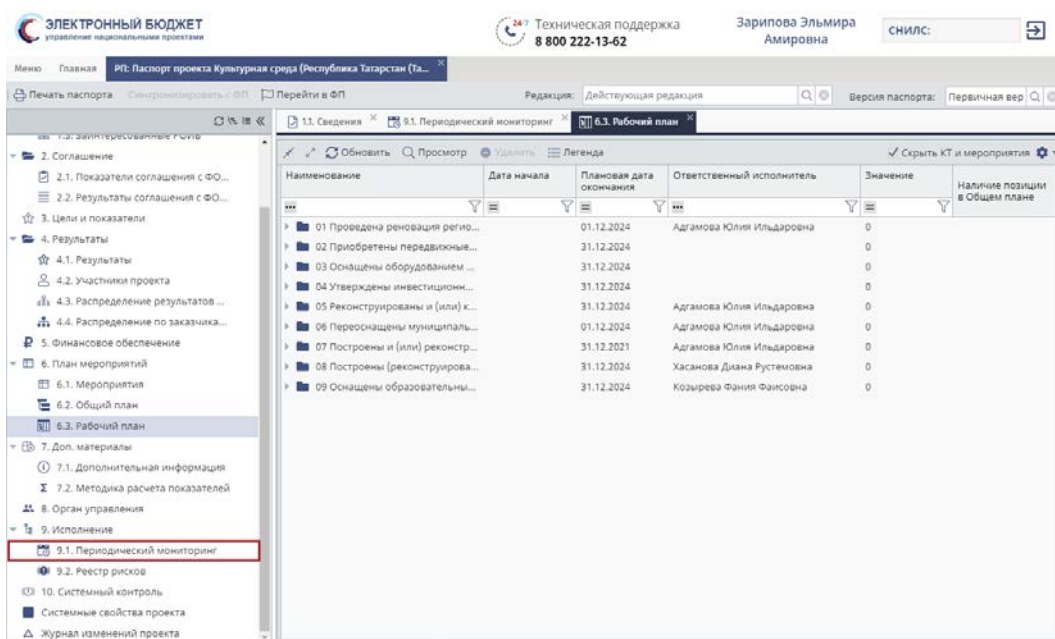 ЭЛЕКТРОННЫЙ БЮДЖЕТ
управление национальными проектами
24/7 Техническая поддержка
8 800 222-13-62
Зарипова Эльмира
Амировна
СНИЛС:
Меню Главная РП: Паспорт проекта Культурная среда (Республика Татарстан (Та...
Печать паспорта Синхронизировать с ФП Перейти в ФП Редакция: Действующая редакция Версия паспорта: Первичная вер
1.1. Сведения 9.1. Периодический мониторинг 6.3. Рабочий план
Обновить Просмотр Удалить Легенда Скрыть КТ и мероприятия
1.3. Заинтересованные РОИВ
2. Соглашение
2.1. Показатели соглашения с ФО...
2.2. Результаты соглашения с ФО...
3. Цели и показатели
4. Результаты
4.1. Результаты
4.2. Участники проекта
4.3. Распределение результатов ...
4.4. Распределение по заказчика...
5. Финансовое обеспечение
6. План мероприятий
6.1. Мероприятия
6.2. Общий план
6.3. Рабочий план
7. Доп. материалы
7.1. Дополнительная информация
7.2. Методика расчета показателей
8. Орган управления
9. Исполнение
9.1. Периодический мониторинг
9.2. Реестр рисков
10. Системный контроль
Системные свойства проекта
Журнал изменений проекта
Наименование Дата начала Плановая дата окончания Ответственный исполнитель Значение Наличие позиции в Общем плане
01 Проведена реновация регио... 01.12.2024 Адгамова Юлия Ильдаровна 0
02 Приобретены передвижные... 31.12.2024 0
03 Оснащены оборудованием ... 31.12.2024 0
04 Утверждены инвестиционн... 31.12.2024 0
05 Реконструированы и (или) к... 31.12.2024 Адгамова Юлия Ильдаровна 0
06 Переоснащены муниципаль... 01.12.2024 Адгамова Юлия Ильдаровна 0
07 Построены и (или) реконстр... 31.12.2021 Адгамова Юлия Ильдаровна 0
08 Построены (реконструирова... 31.12.2024 Хасанова Диана Рустемовна 0
09 Оснащены образовательны... 31.12.2024 Козырева Фания Фаисовна 0